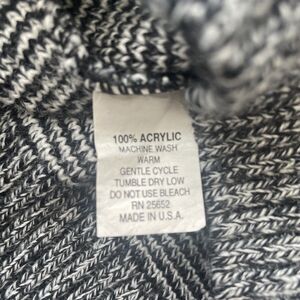 100% ACRYLIC
MACHINE WASH
WARM
GENTLE CYCLE
TUMBLE DRY LOW
DO NOT USE BLEACH
RN 25652
MADE IN U.S.A.